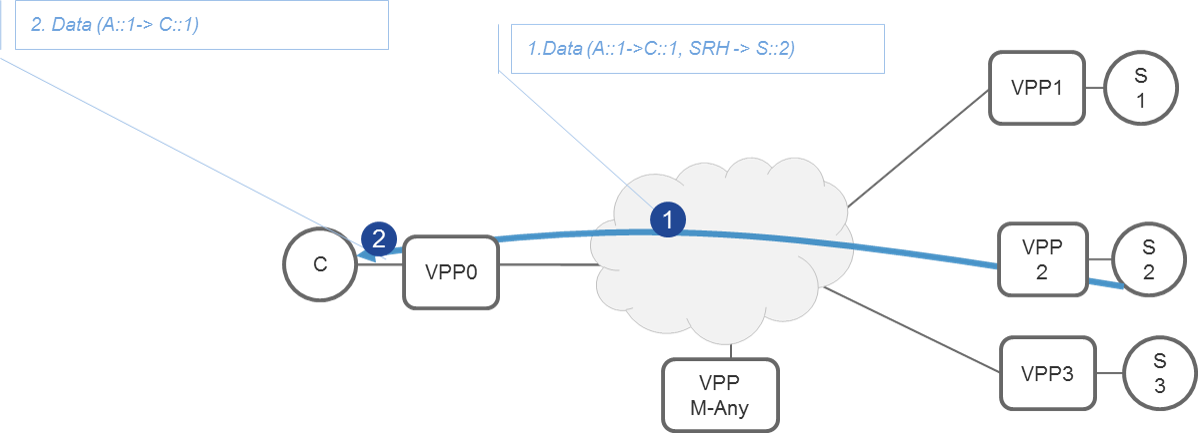 2. Data (A::1-> C::1)
1.Data (A::1->C::1, SRH -> S::2)
VPP1
S
1
1
2
C
VPP0
VPP
2
S
2
VPP3
S
3
VPP
M-Any